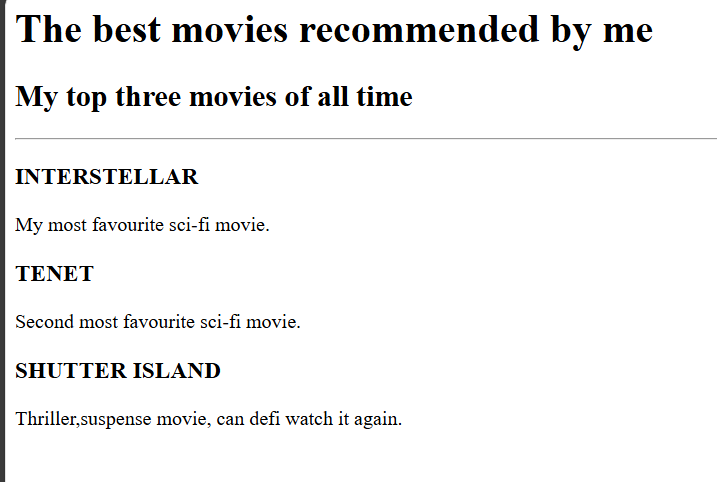 The best movies recommended by me
My top three movies of all time
INTERSTELLAR
My most favourite sci-fi movie.
TENET
Second most favourite sci-fi movie.
SHUTTER ISLAND
Thriller,suspense movie, can defi watch it again.